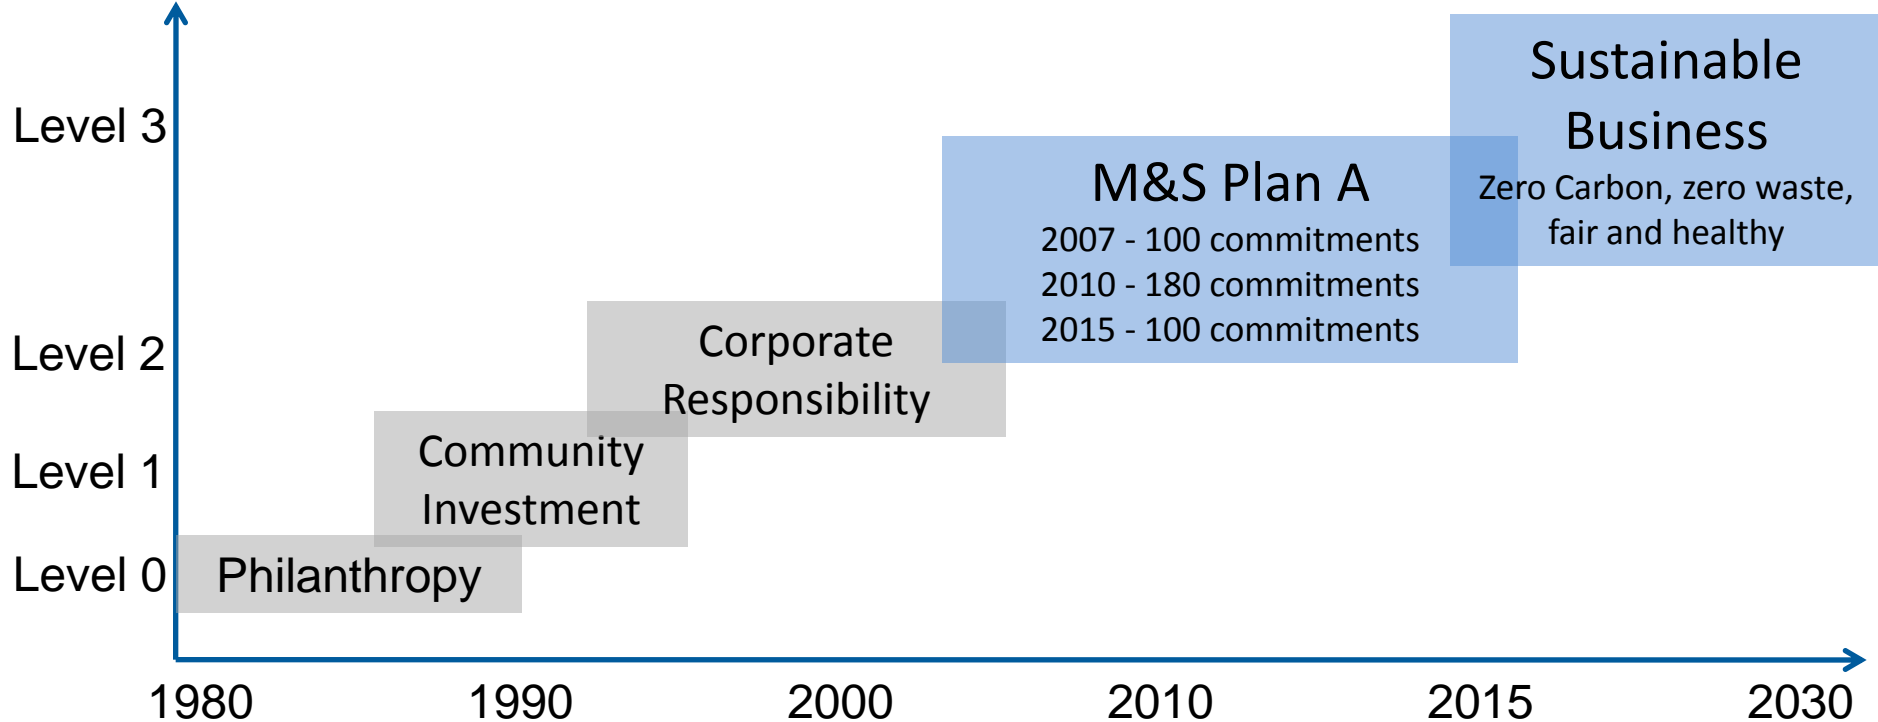 Sustainable
Business
Zero Carbon, zero waste,
fair and healthy
Level 3
M&S Plan A
2007 - 100 commitments
2010 - 180 commitments
2015 - 100 commitments
Level 2
Corporate
Responsibility
Level 1
Community
Investment
Level 0
Philanthropy
1980 1990 2000 2010 2015 2030